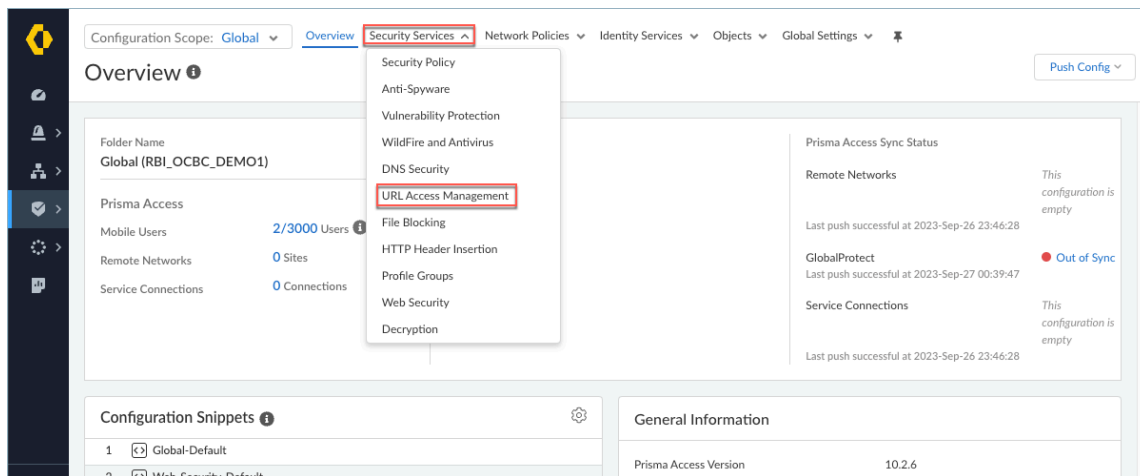 Configuration Scope: Global
Overview
Security Services
Network Policies
Identity Services
Objects
Global Settings
Overview
Push Config
Security Policy
Anti-Spyware
Vulnerability Protection
WildFire and Antivirus
DNS Security
URL Access Management
File Blocking
HTTP Header Insertion
Profile Groups
Web Security
Decryption
Folder Name
Global (RBI_OCBC_DEMO1)
Prisma Access
Mobile Users 2/3000 Users
Remote Networks 0 Sites
Service Connections 0 Connections
Prisma Access Sync Status
Remote Networks
This
configuration is
empty
Last push successful at 2023-Sep-26 23:46:28
GlobalProtect Out of Sync
Last push successful at 2023-Sep-27 00:39:47
Service Connections
This
configuration is
empty
Last push successful at 2023-Sep-26 23:46:28
Configuration Snippets
1 Global-Default
2 Web-Security-Default
General Information
Prisma Access Version 10.2.6